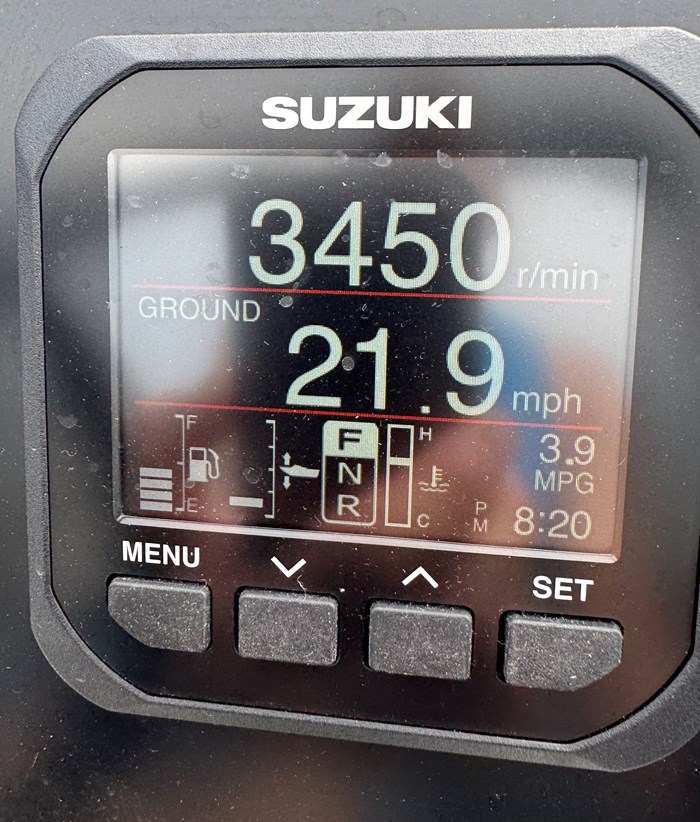 SUZUKI
3450 r/min
GROUND
21.9 mph
F
E
F
N
R
H
C
3.9
MPG
PM 8:20
MENU
SET